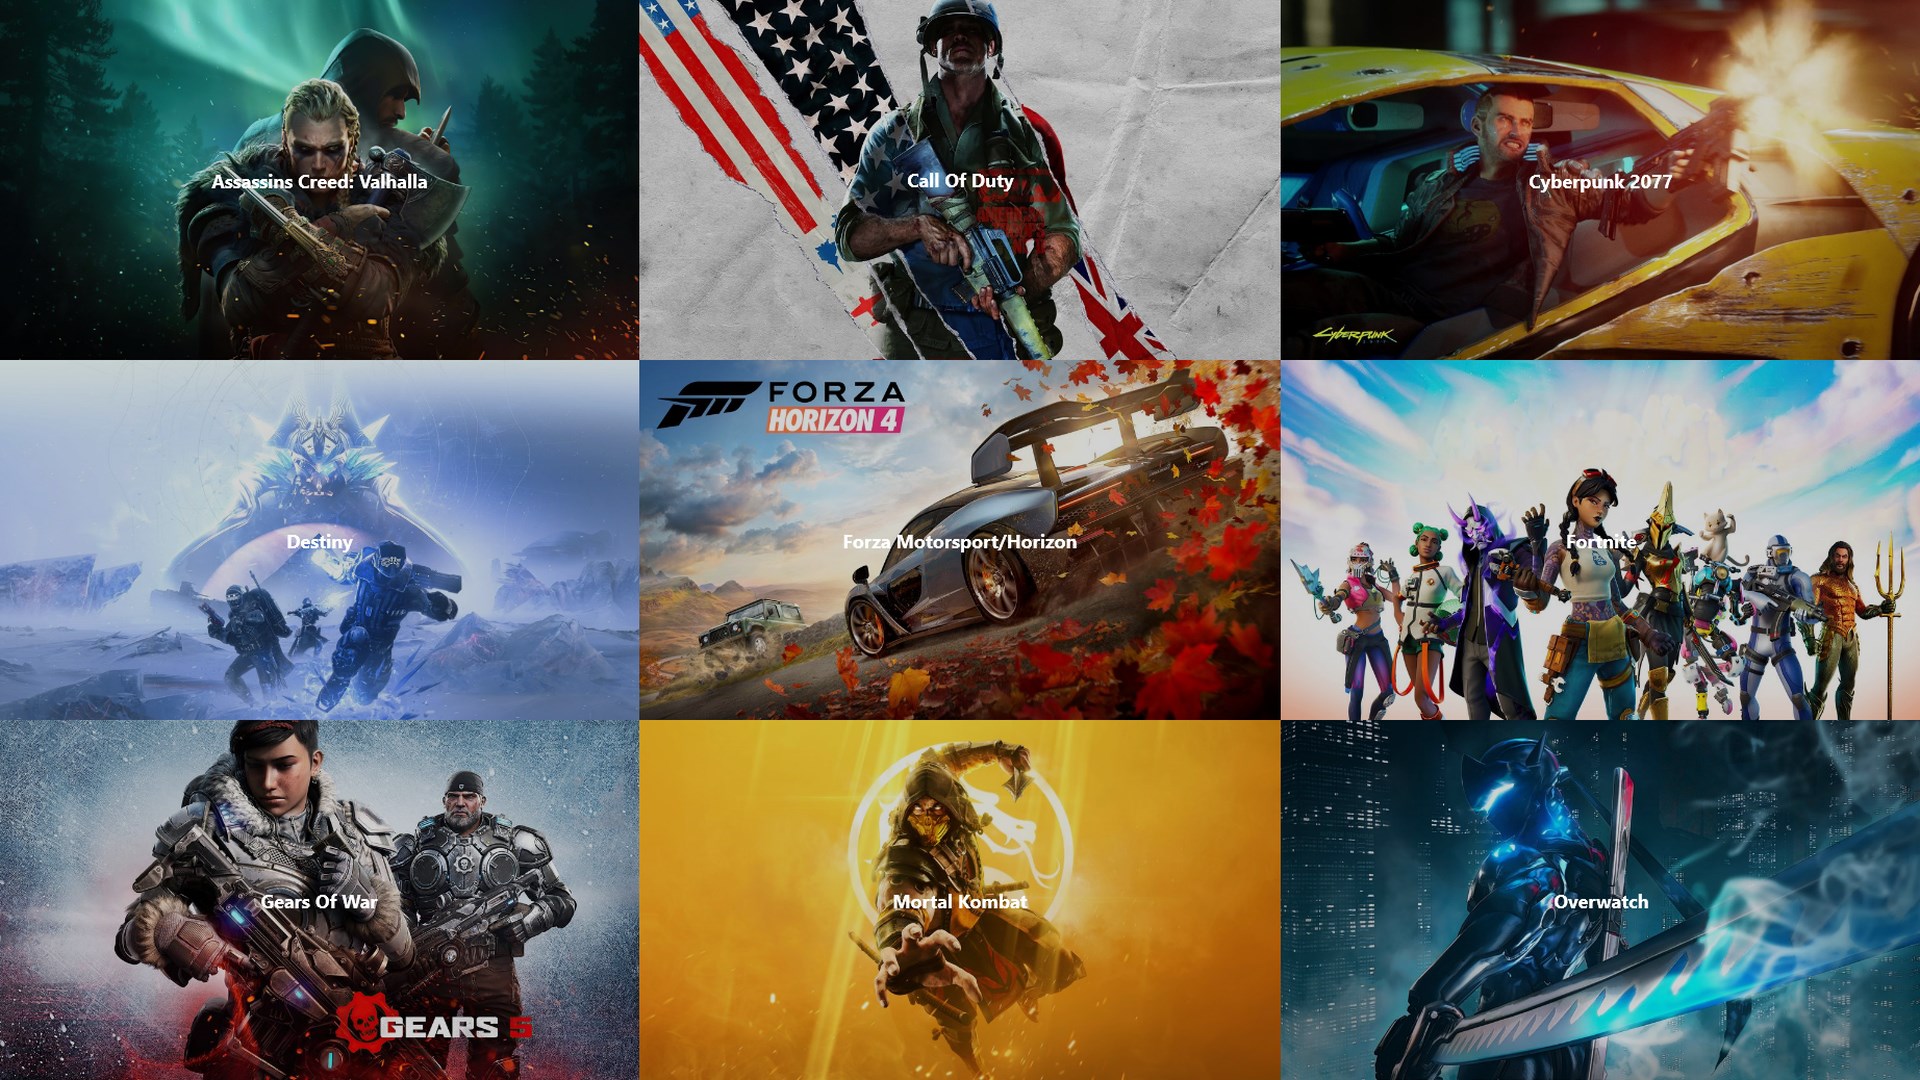 Assassins Creed: Valhalla
Call Of Duty
Cyberpunk 2077
CYBERPUNK
Destiny
FORZA
HORIZON 4
Forza Motorsport/Horizon
Fortnite
Gears Of War
GEARS 5
Mortal Kombat
Overwatch